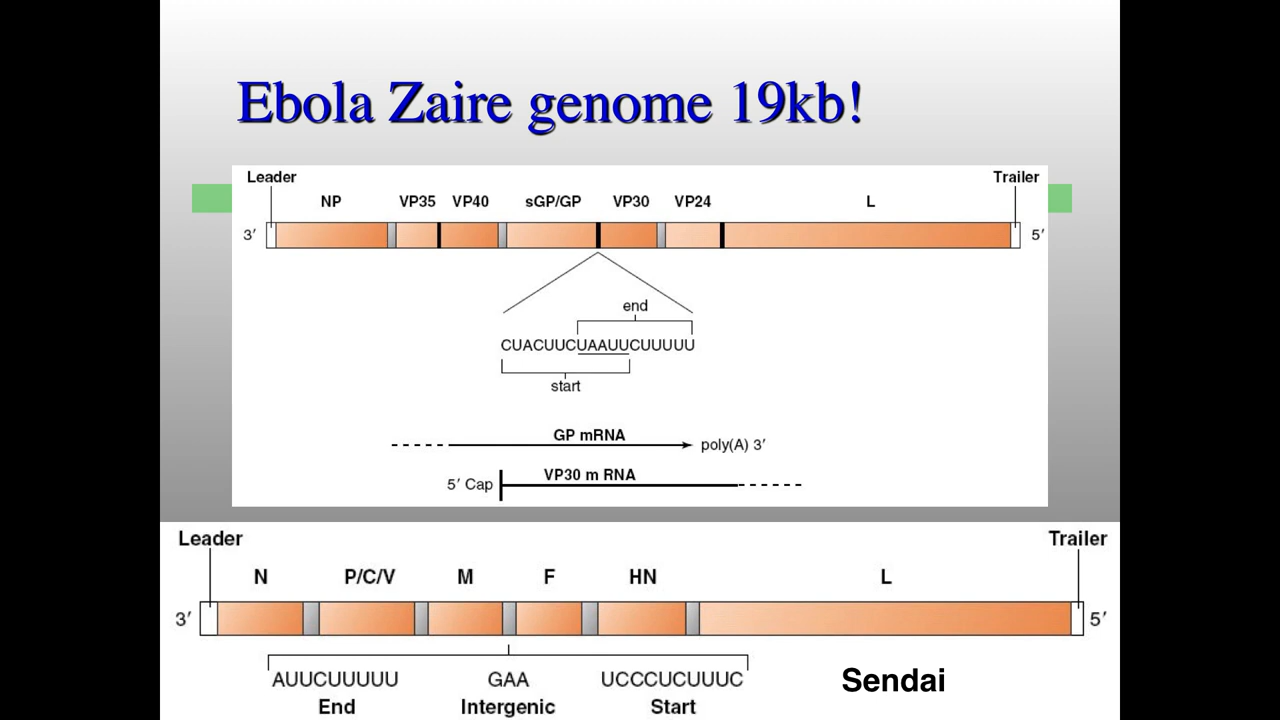 Ebola Zaire genome 19kb!
Leader Trailer
NP VP35 VP40 sGP/GP VP30 VP24 L
3′ 5′
end
CUACUUCUAAUUCUUUUU
start
GP mRNA
poly(A) 3′
VP30 m RNA
5′ Cap
Leader Trailer
N P/C/V M F HN L
3′ 5′
AUUCUUUUU GAA UCCCUCUUUC Sendai
End Intergenic Start